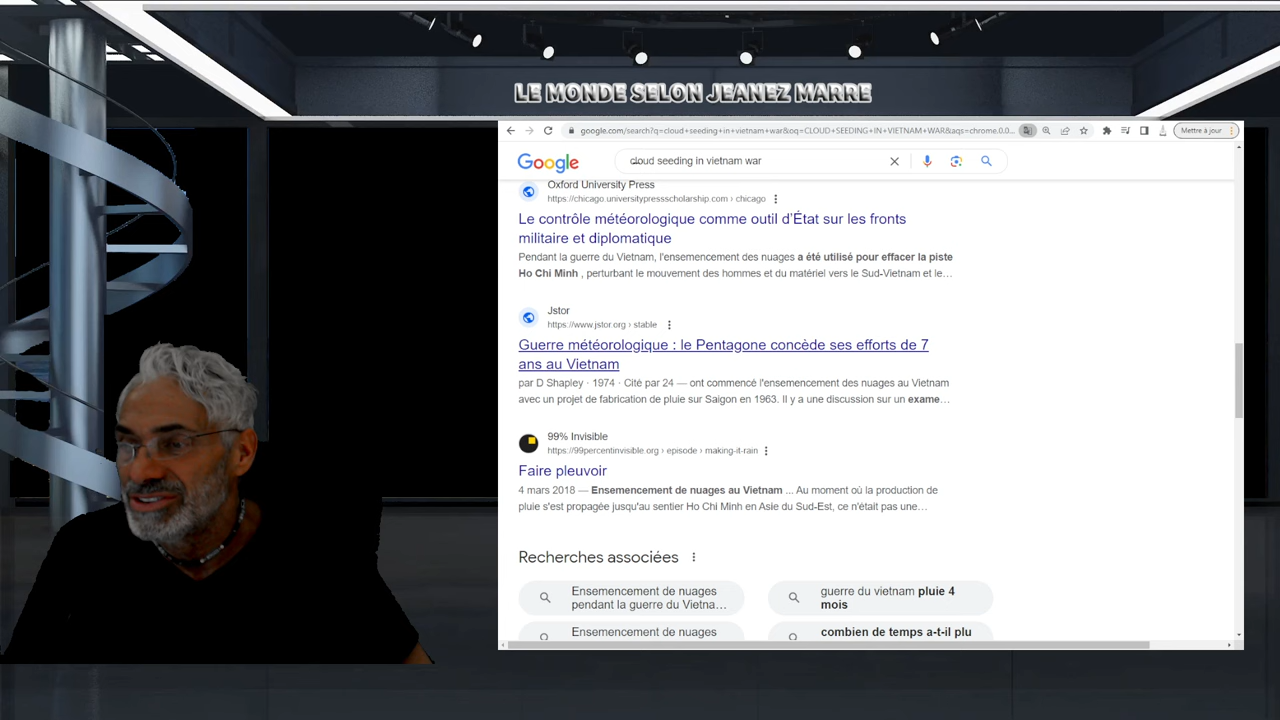 LE MONDE SELON JEANEZ MARRE
google.com/search?q=cloud+seeding+in+vietnam+war&oq=CLOUD+SEEDING+IN+VIETNAM+WAR&aqs=chrome.0.0...
Mettre à jour
Google
cloud seeding in vietnam war
Oxford University Press
https://chicago.universitypressscholarship.com › chicago
Le contrôle météorologique comme outil d'État sur les fronts
militaire et diplomatique
Pendant la guerre du Vietnam, l'ensemencement des nuages a été utilisé pour effacer la piste
Ho Chi Minh , perturbant le mouvement des hommes et du matériel vers le Sud-Vietnam et le…
Jstor
https://www.jstor.org › stable
Guerre météorologique : le Pentagone concède ses efforts de 7
ans au Vietnam
par D Shapley · 1974 · Cité par 24 — ont commencé l'ensemencement des nuages au Vietnam
avec un projet de fabrication de pluie sur Saigon en 1963. Il y a une discussion sur un exame…
99% Invisible
https://99percentinvisible.org › episode › making-it-rain
Faire pleuvoir
4 mars 2018 — Ensemencement de nuages au Vietnam ... Au moment où la production de
pluie s'est propagée jusqu'au sentier Ho Chi Minh en Asie du Sud-Est, ce n'était pas une…
Recherches associées
Ensemencement de nuages
pendant la guerre du Vietna…
guerre du vietnam pluie 4
mois
Ensemencement de nuages
combien de temps a-t-il plu